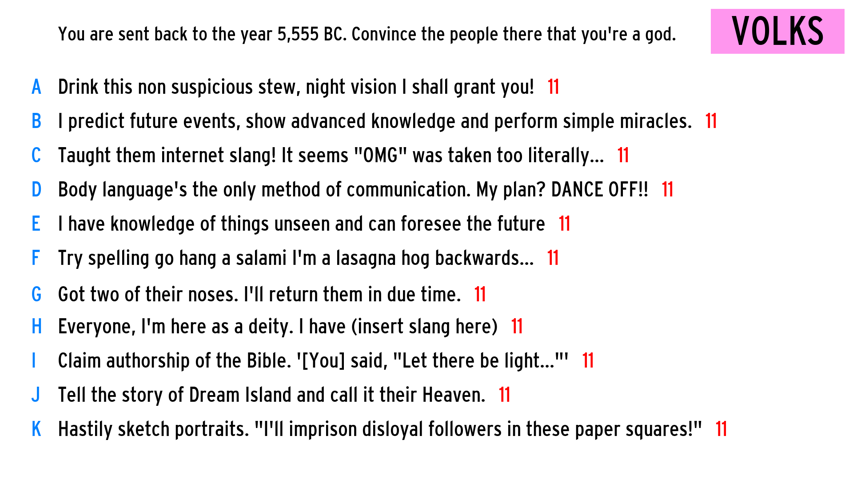 You are sent back to the year 5,555 BC. Convince the people there that you're a god.
VOLKS
A Drink this non suspicious stew, night vision I shall grant you! 11
B I predict future events, show advanced knowledge and perform simple miracles. 11
C Taught them internet slang! It seems "OMG" was taken too literally... 11
D Body language's the only method of communication. My plan? DANCE OFF!! 11
E I have knowledge of things unseen and can foresee the future 11
F Try spelling go hang a salami I'm a lasagna hog backwards... 11
G Got two of their noses. I'll return them in due time. 11
H Everyone, I'm here as a deity. I have (insert slang here) 11
I Claim authorship of the Bible. '[You] said, "Let there be light..."' 11
J Tell the story of Dream Island and call it their Heaven. 11
K Hastily sketch portraits. "I'll imprison disloyal followers in these paper squares!" 11